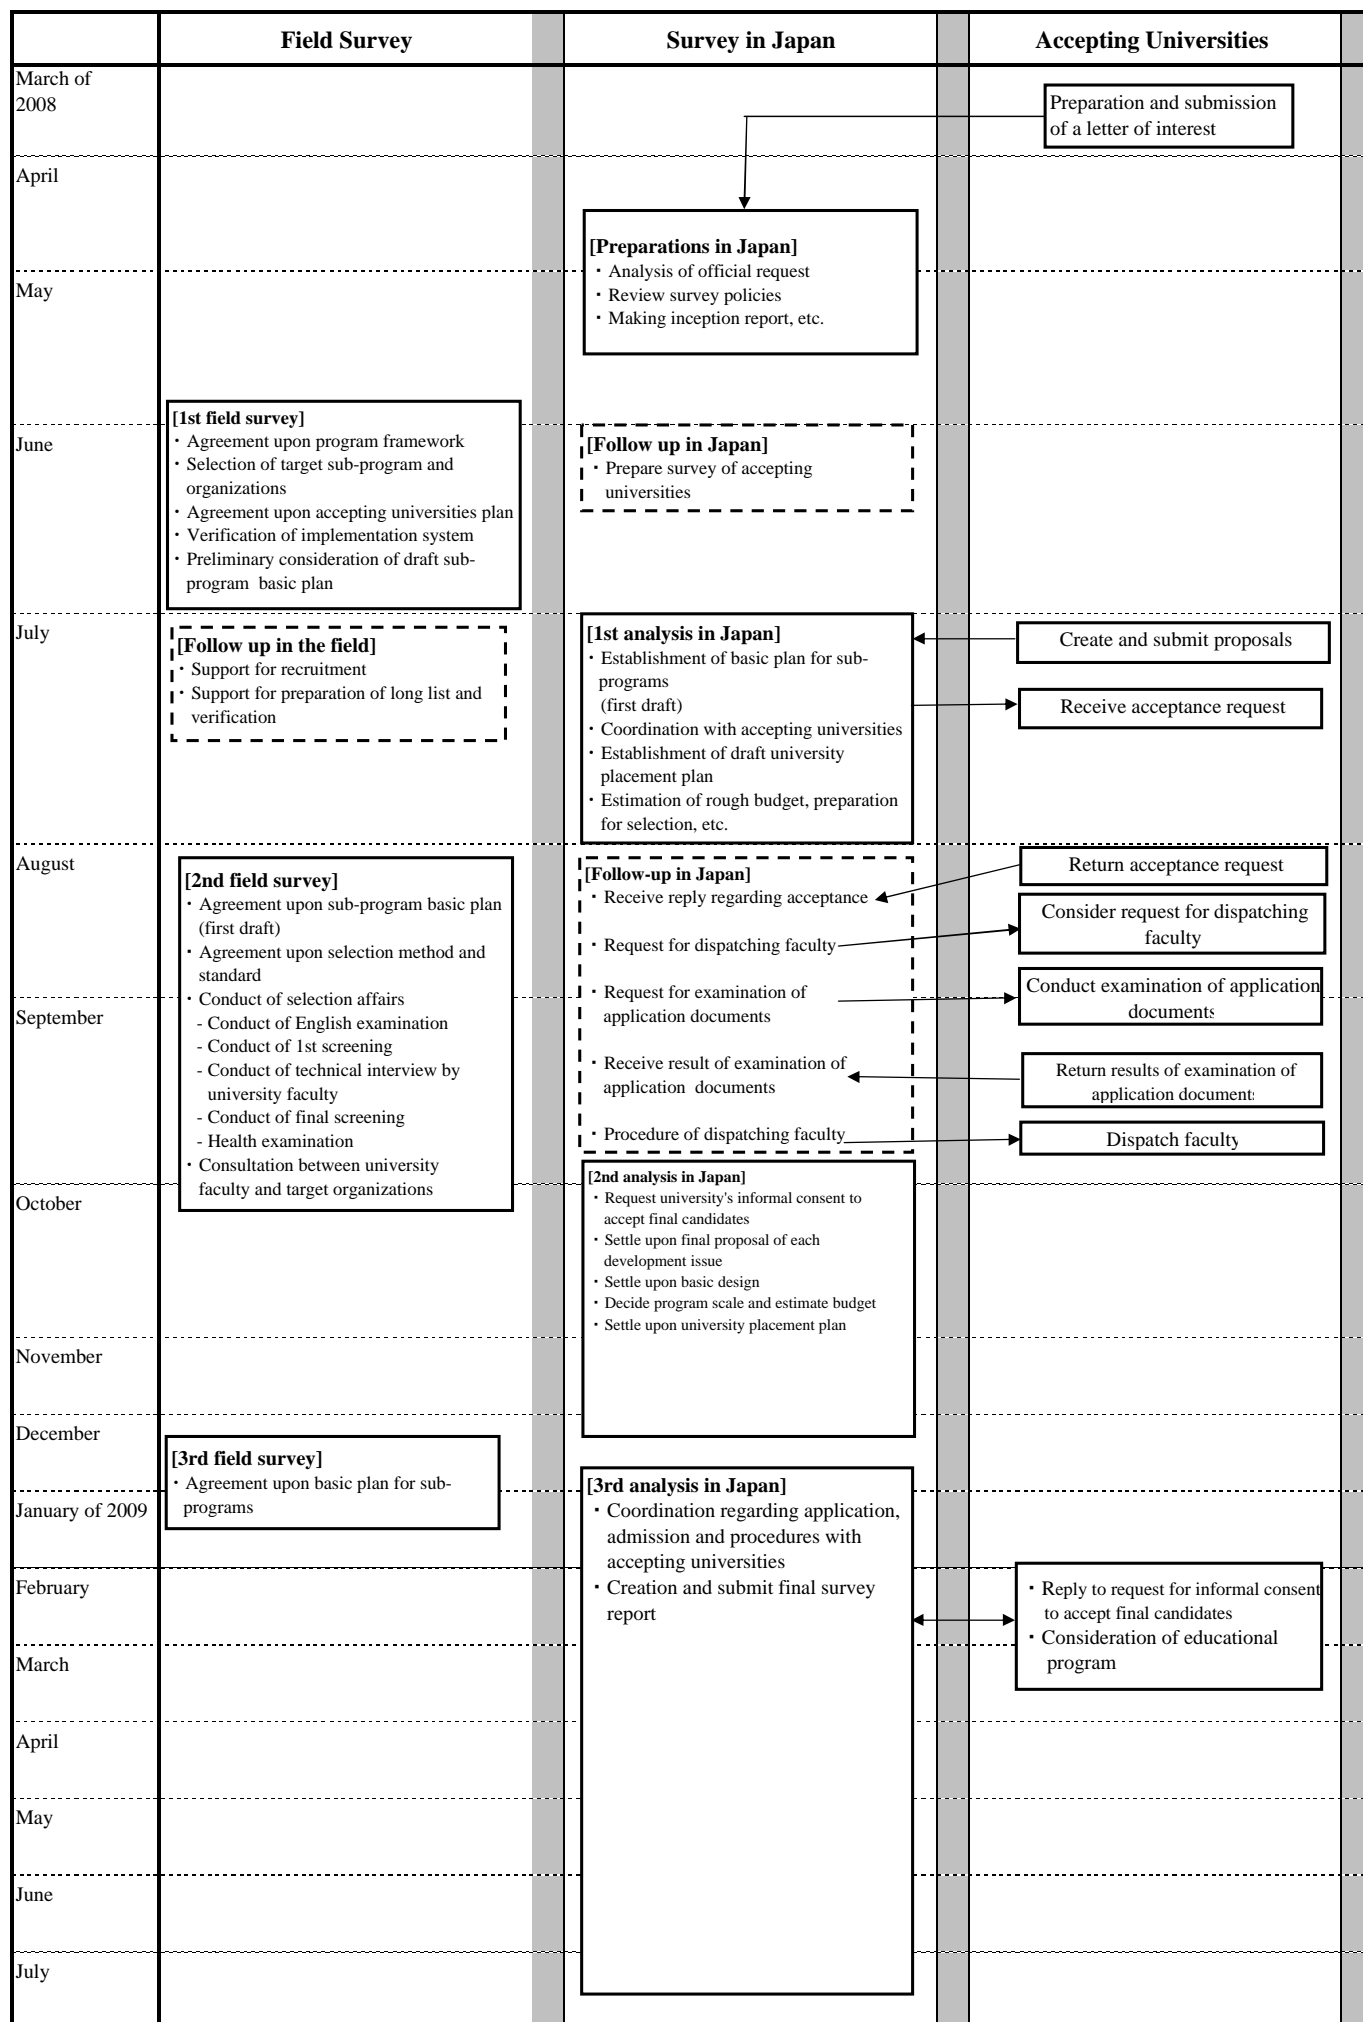 Field Survey
Survey in Japan
Accepting Universities
March of
2008
Preparation and submission
of a letter of interest
April
[Preparations in Japan]
・Analysis of official request
・Review survey policies
・Making inception report, etc.
May
[1st field survey]
・Agreement upon program framework
・Selection of target sub-program and
organizations
・Agreement upon accepting universities plan
・Verification of implementation system
・Preliminary consideration of draft sub-
program basic plan
June
[Follow up in Japan]
・Prepare survey of accepting
universities
July
[Follow up in the field]
・Support for recruitment
・Support for preparation of long list and
verification
[1st analysis in Japan]
・Establishment of basic plan for sub-
programs
(first draft)
・Coordination with accepting universities
・Establishment of draft university
placement plan
・Estimation of rough budget, preparation
for selection, etc.
Create and submit proposals
Receive acceptance request
August
[2nd field survey]
・Agreement upon sub-program basic plan
(first draft)
・Agreement upon selection method and
standard
・Conduct of selection affairs
- Conduct of English examination
- Conduct of 1st screening
- Conduct of technical interview by
university faculty
- Conduct of final screening
- Health examination
・Consultation between university
faculty and target organizations
[Follow-up in Japan]
・Receive reply regarding acceptance
・Request for dispatching faculty
・Request for examination of
application documents
・Receive result of examination of
application documents
・Procedure of dispatching faculty
Return acceptance request
Consider request for dispatching
faculty
Conduct examination of application
documents
Return results of examination of
application documents
Dispatch faculty
September
October
[2nd analysis in Japan]
・Request university's informal consent to
accept final candidates
・Settle upon final proposal of each
development issue
・Settle upon basic design
・Decide program scale and estimate budget
・Settle upon university placement plan
November
December
[3rd field survey]
・Agreement upon basic plan for sub-
programs
January of 2009
[3rd analysis in Japan]
・Coordination regarding application,
admission and procedures with
accepting universities
・Creation and submit final survey
report
February
・Reply to request for informal consent
to accept final candidates
・Consideration of educational
program
March
April
May
June
July